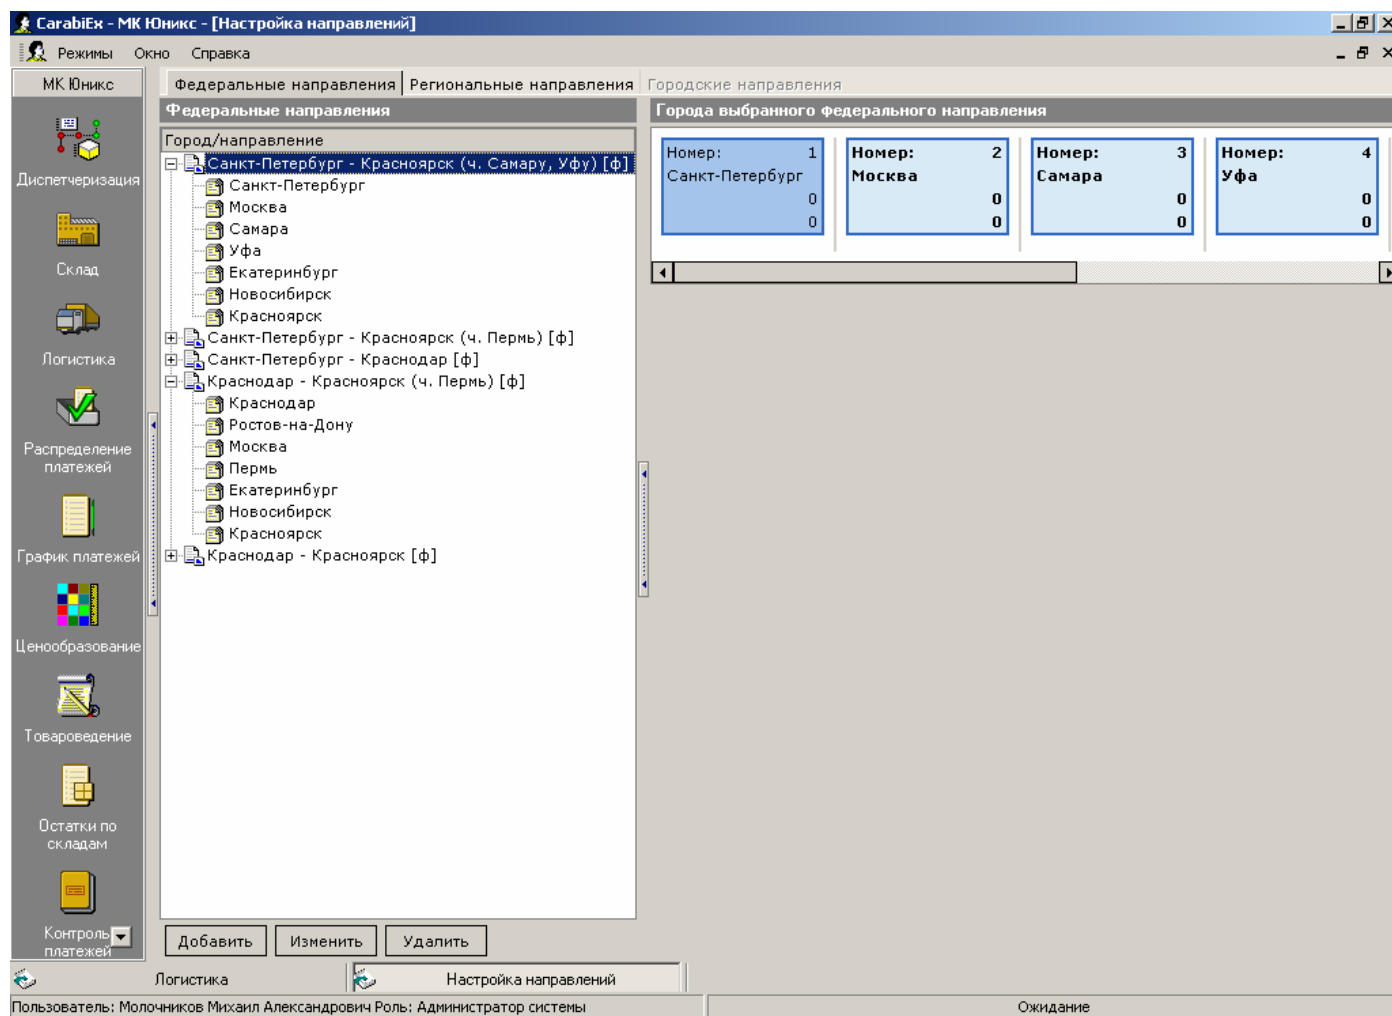 CarabiEx - МК Юникс - [Настройка направлений]
Режимы Окно Справка
МК Юникс
Диспетчеризация
Склад
Логистика
Распределение
платежей
График платежей
Ценообразование
Товароведение
Остатки по
складам
Контроль
платежей
Федеральные направления Региональные направления Городские направления
Федеральные направления
Город/направление
Санкт-Петербург - Красноярск (ч. Самару, Уфу) [ф]
Санкт-Петербург
Москва
Самара
Уфа
Екатеринбург
Новосибирск
Красноярск
Санкт-Петербург - Красноярск (ч. Пермь) [ф]
Санкт-Петербург - Краснодар [ф]
Краснодар - Красноярск (ч. Пермь) [ф]
Краснодар
Ростов-на-Дону
Москва
Пермь
Екатеринбург
Новосибирск
Красноярск
Краснодар - Красноярск [ф]
Добавить Изменить Удалить
Города выбранного федерального направления
Номер: 1
Санкт-Петербург
0
0
Номер: 2
Москва
0
0
Номер: 3
Самара
0
0
Номер: 4
Уфа
0
0
Логистика Настройка направлений
Пользователь: Молочников Михаил Александрович Роль: Администратор системы Ожидание